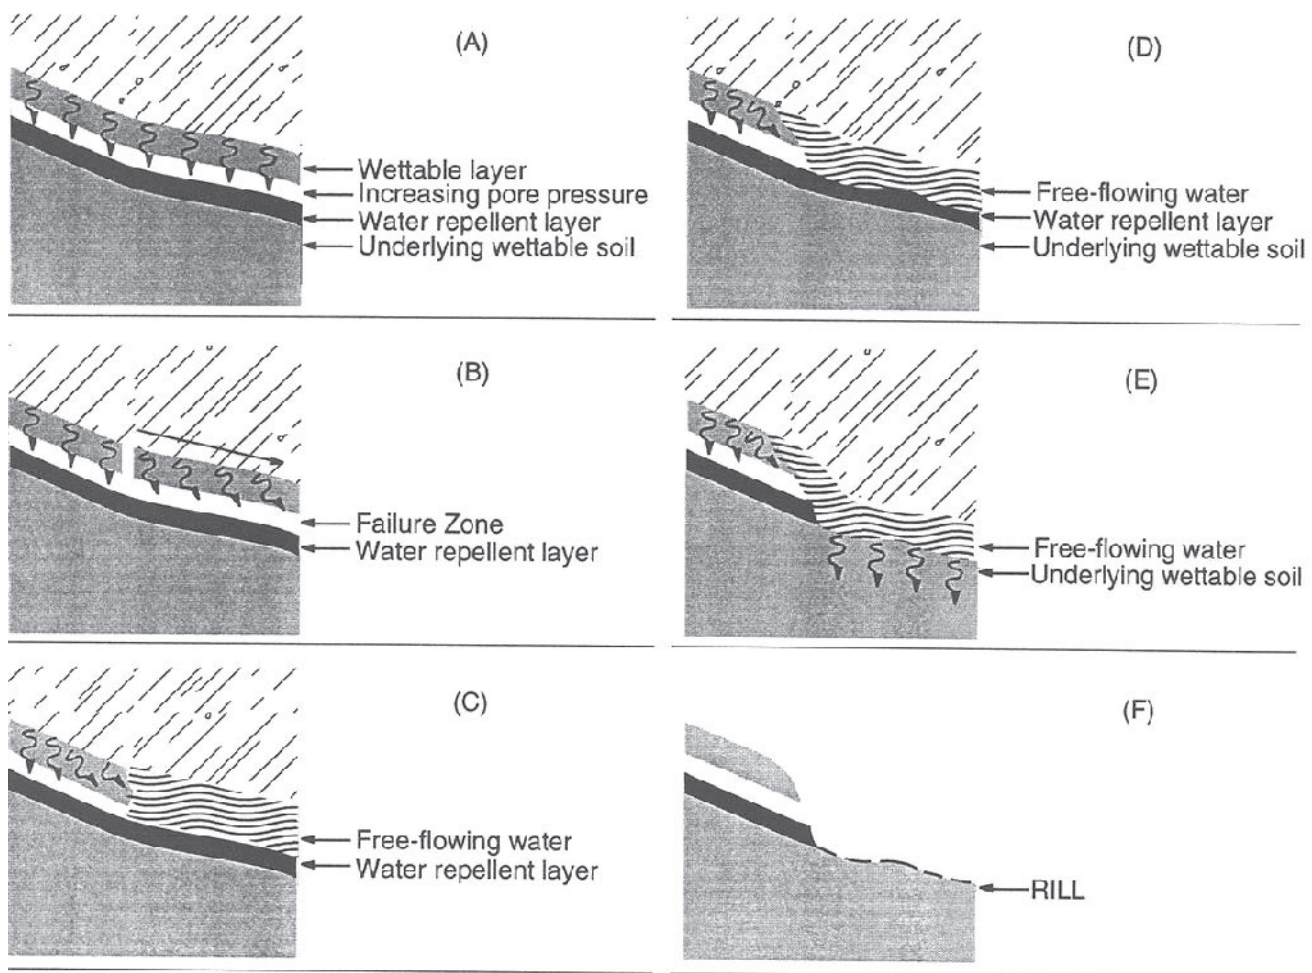 (A)
Wettable layer
Increasing pore pressure
Water repellent layer
Underlying wettable soil
(B)
Failure Zone
Water repellent layer
(C)
Free-flowing water
Water repellent layer
(D)
Free-flowing water
Water repellent layer
Underlying wettable soil
(E)
Free-flowing water
Underlying wettable soil
(F)
RILL